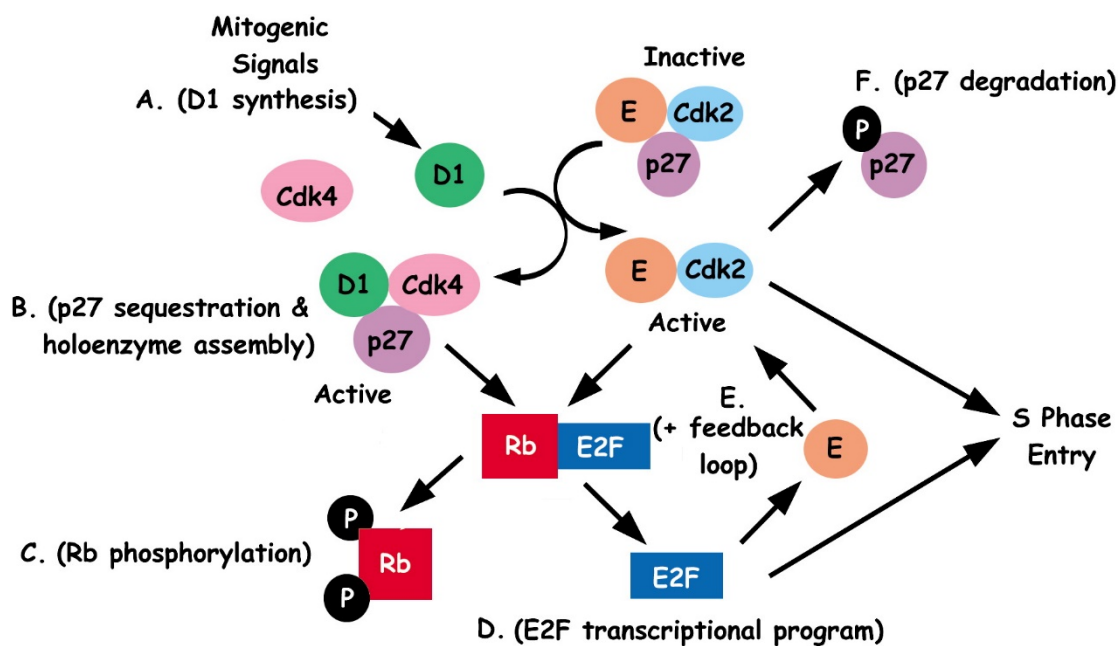 Mitogenic
Signals
A. (D1 synthesis)
Inactive
E
Cdk2
p27
F. (p27 degradation)
P
p27
Cdk4
D1
E
Cdk2
Active
B. (p27 sequestration &
holoenzyme assembly)
D1
Cdk4
p27
Active
Rb
E2F
E.
(+ feedback
loop)
E
S Phase
Entry
C. (Rb phosphorylation)
P
Rb
P
E2F
D. (E2F transcriptional program)